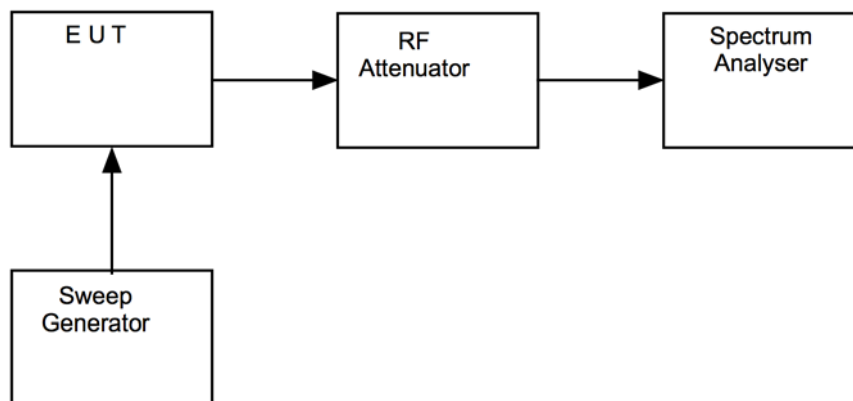 E U T
RF
Attenuator
Spectrum
Analyser
Sweep
Generator